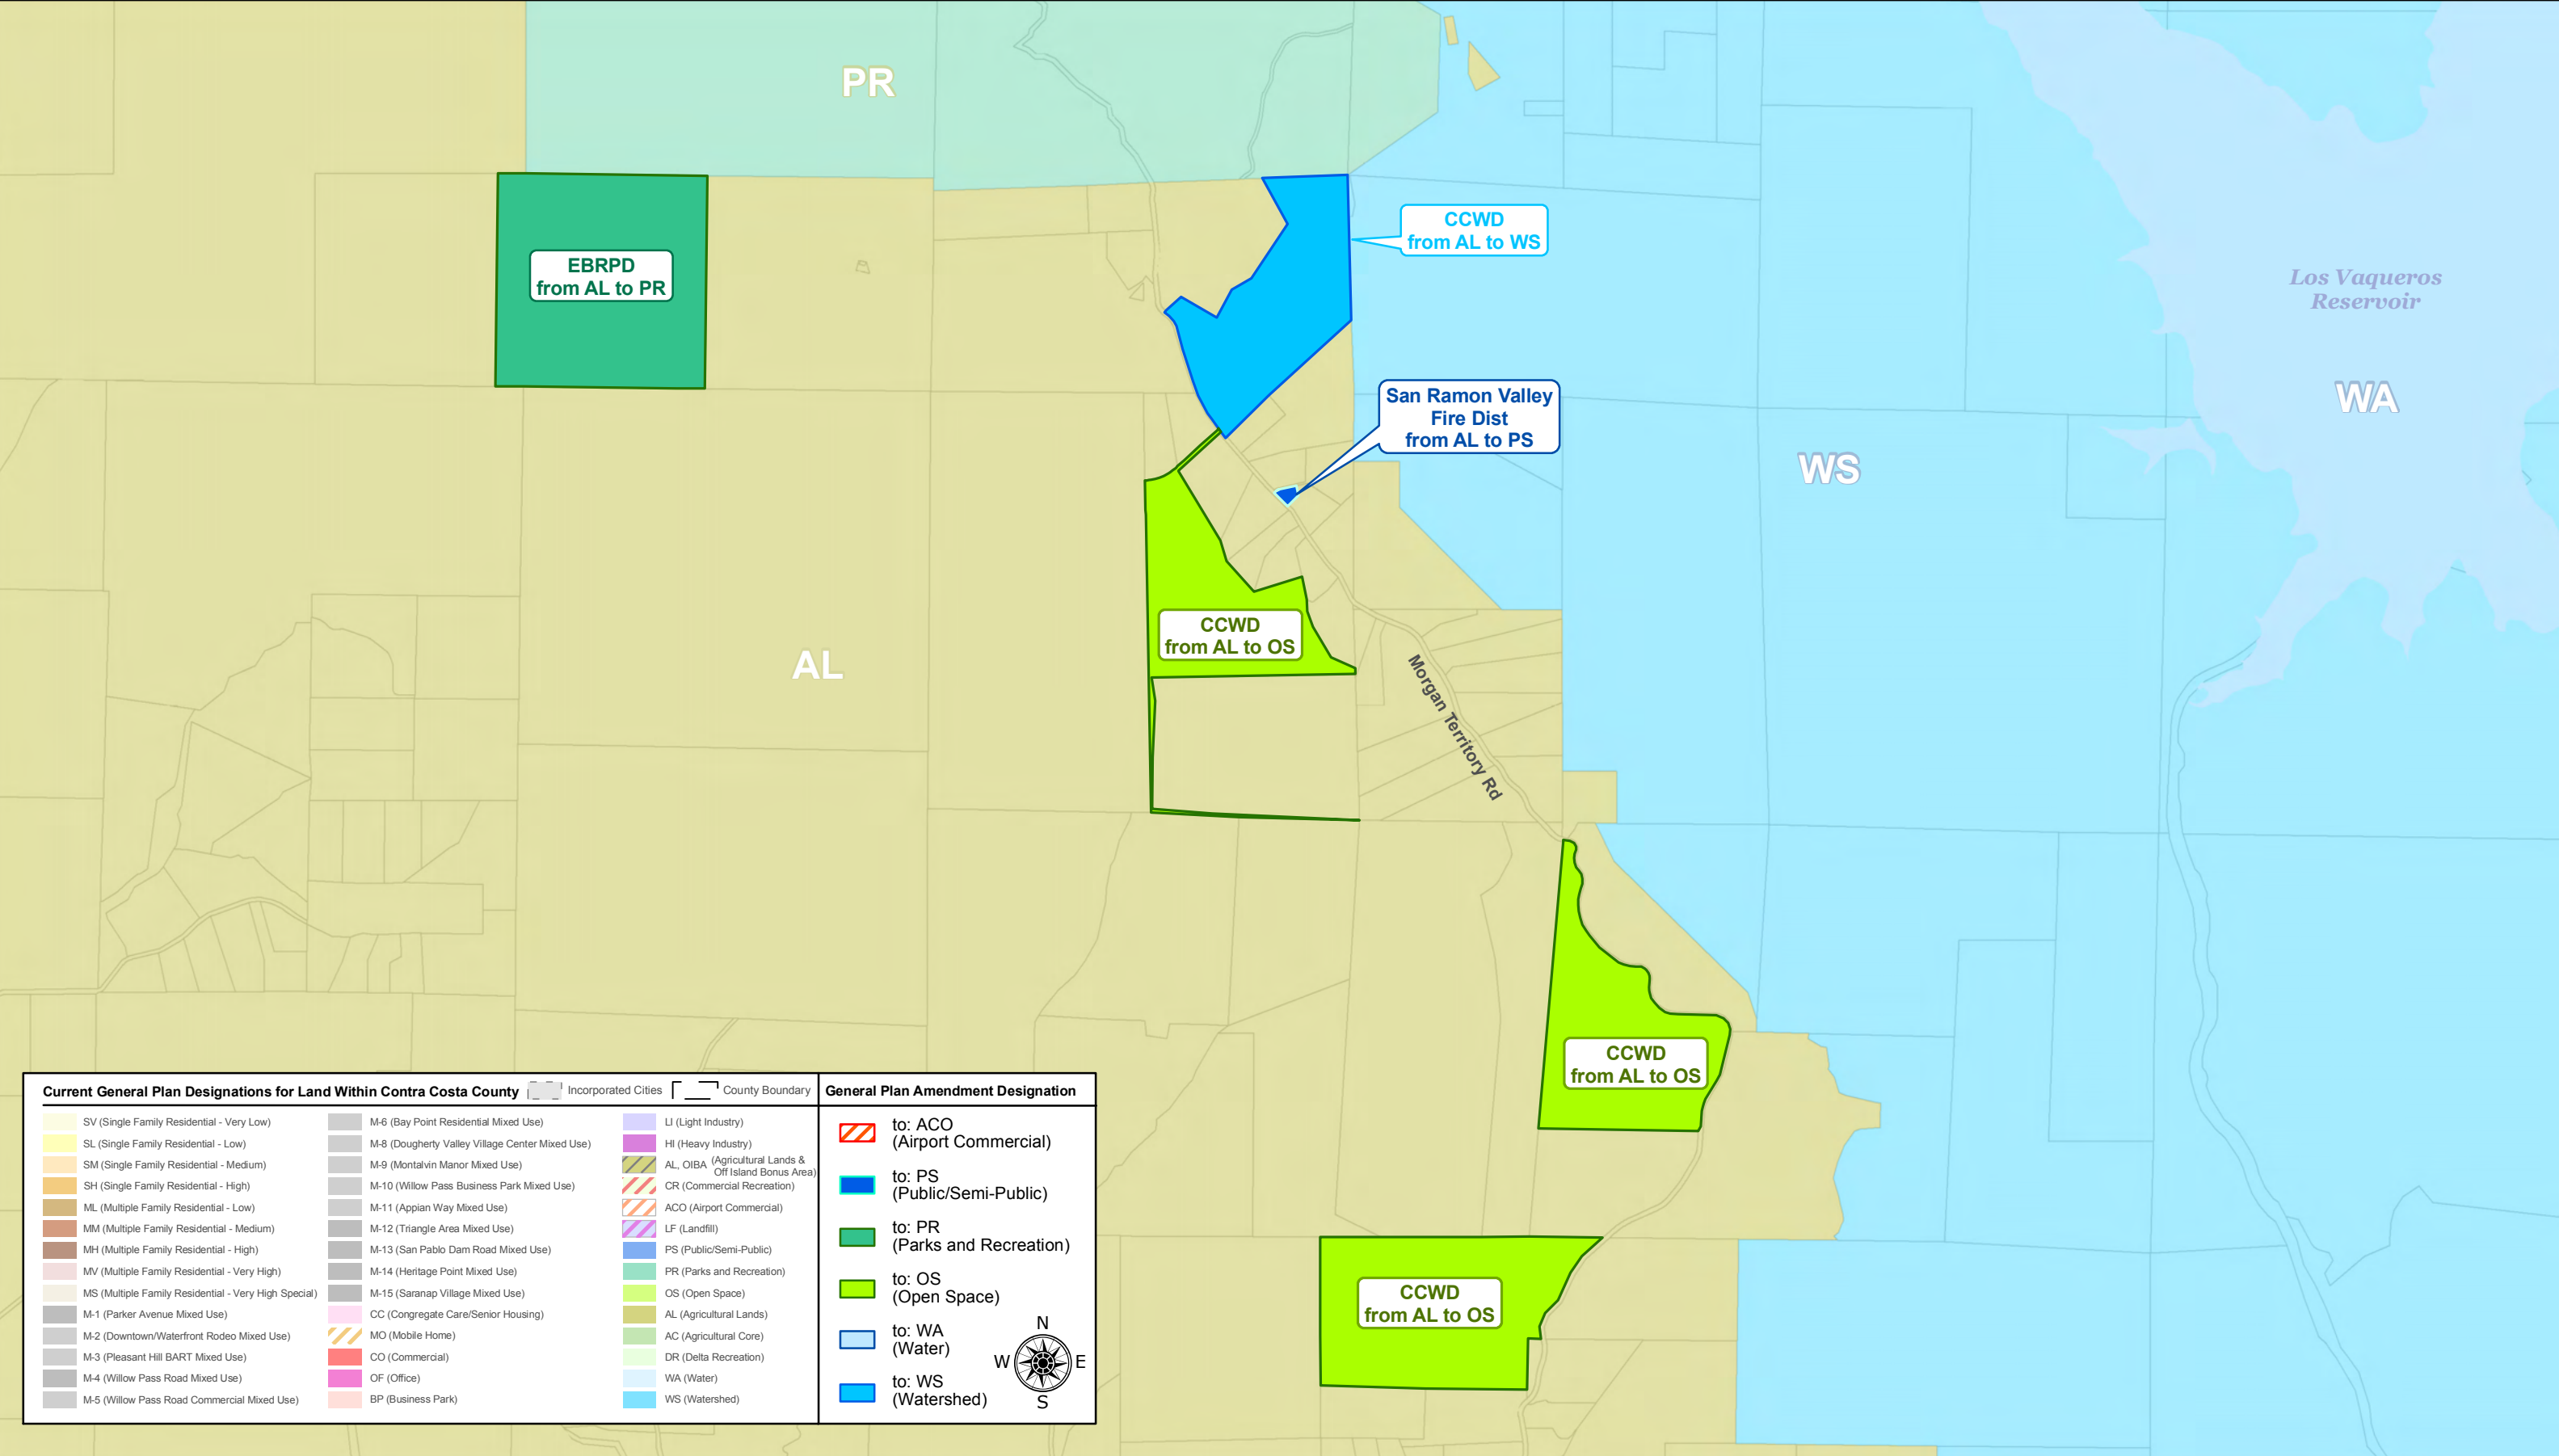 PR
EBRPD
from AL to PR
CCWD
from AL to WS
Los Vaqueros
Reservoir
WA
San Ramon Valley
Fire Dist
from AL to PS
WS
CCWD
from AL to OS
AL
Morgan Territory Rd
CCWD
from AL to OS
CCWD
from AL to OS
Current General Plan Designations for Land Within Contra Costa County
Incorporated Cities
County Boundary
SV (Single Family Residential - Very Low)
SL (Single Family Residential - Low)
SM (Single Family Residential - Medium)
SH (Single Family Residential - High)
ML (Multiple Family Residential - Low)
MM (Multiple Family Residential - Medium)
MH (Multiple Family Residential - High)
MV (Multiple Family Residential - Very High)
MS (Multiple Family Residential - Very High Special)
M-1 (Parker Avenue Mixed Use)
M-2 (Downtown/Waterfront Rodeo Mixed Use)
M-3 (Pleasant Hill BART Mixed Use)
M-4 (Willow Pass Road Mixed Use)
M-5 (Willow Pass Road Commercial Mixed Use)
M-6 (Bay Point Residential Mixed Use)
M-8 (Dougherty Valley Village Center Mixed Use)
M-9 (Montalvin Manor Mixed Use)
M-10 (Willow Pass Business Park Mixed Use)
M-11 (Appian Way Mixed Use)
M-12 (Triangle Area Mixed Use)
M-13 (San Pablo Dam Road Mixed Use)
M-14 (Heritage Point Mixed Use)
M-15 (Saranap Village Mixed Use)
CC (Congregate Care/Senior Housing)
MO (Mobile Home)
CO (Commercial)
OF (Office)
BP (Business Park)
LI (Light Industry)
HI (Heavy Industry)
AL, OIBA (Agricultural Lands &
Off Island Bonus Area)
CR (Commercial Recreation)
ACO (Airport Commercial)
LF (Landfill)
PS (Public/Semi-Public)
PR (Parks and Recreation)
OS (Open Space)
AL (Agricultural Lands)
AC (Agricultural Core)
DR (Delta Recreation)
WA (Water)
WS (Watershed)
General Plan Amendment Designation
to: ACO
(Airport Commercial)
to: PS
(Public/Semi-Public)
to: PR
(Parks and Recreation)
to: OS
(Open Space)
to: WA
(Water)
to: WS
(Watershed)
N
W E
S